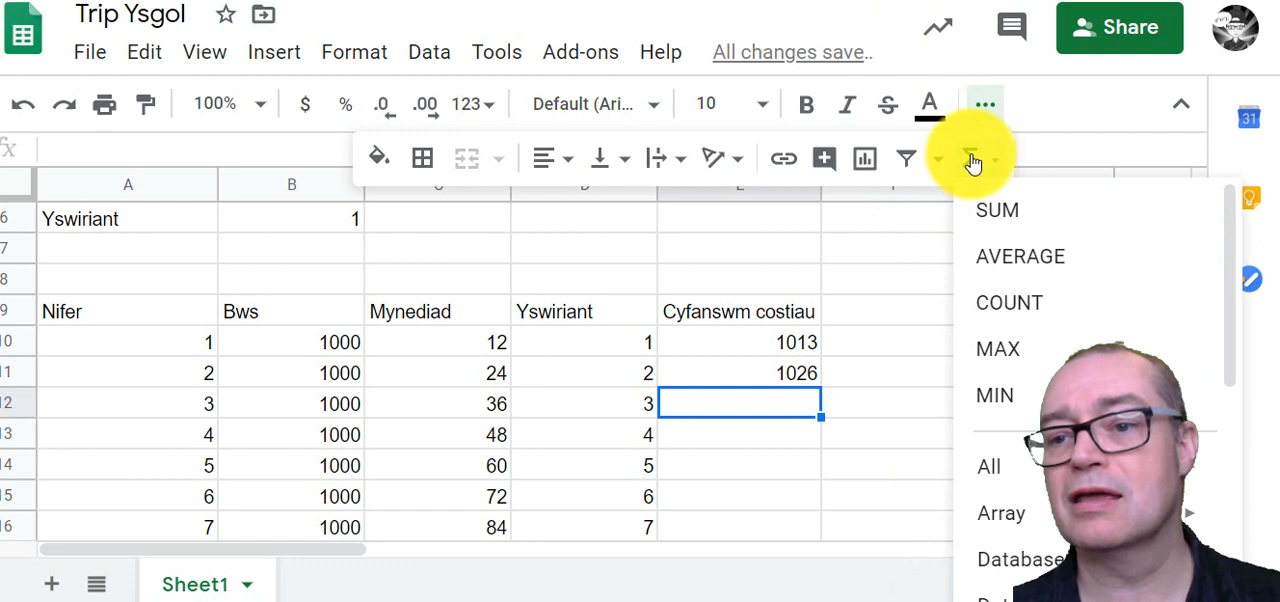 Trip Ysgol
File Edit View Insert Format Data Tools Add-ons Help All changes save..
Share
100% $ % .0 .00 123 Default (Ari... 10 B I S A
31
fx
A B C D E F
6 Yswiriant 1
7
8
9 Nifer Bws Mynediad Yswiriant Cyfanswm costiau
10 1 1000 12 1 1013
11 2 1000 24 2 1026
12 3 1000 36 3
13 4 1000 48 4
14 5 1000 60 5
15 6 1000 72 6
16 7 1000 84 7
SUM
AVERAGE
COUNT
MAX
MIN
All
Array
Database
Sheet1